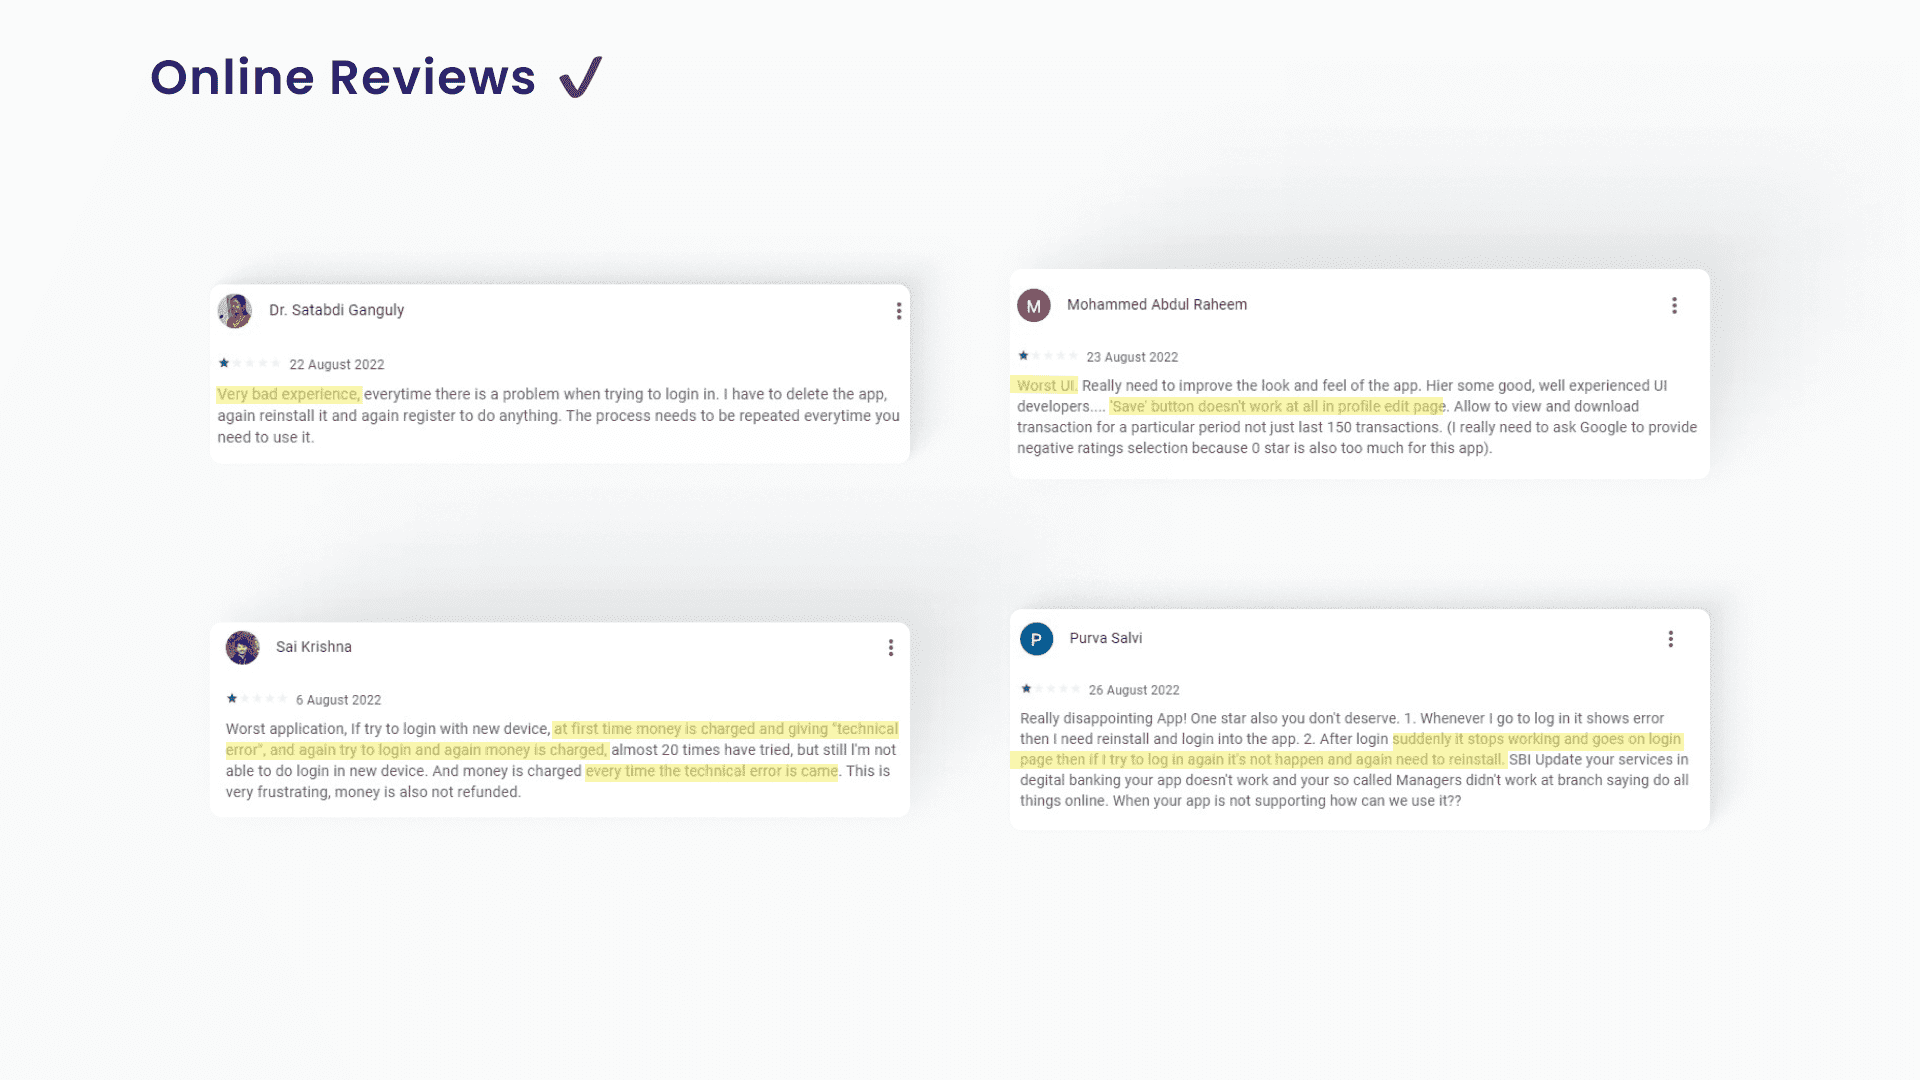 Online Reviews ✓
Dr. Satabdi Ganguly
22 August 2022
Very bad experience, everytime there is a problem when trying to login in. I have to delete the app,
again reinstall it and again register to do anything. The process needs to be repeated everytime you
need to use it.
M
Mohammed Abdul Raheem
23 August 2022
Worst UI. Really need to improve the look and feel of the app. Hier some good, well experienced UI
developers.... 'Save' button doesn't work at all in profile edit page. Allow to view and download
transaction for a particular period not just last 150 transactions. (I really need to ask Google to provide
negative ratings selection because 0 star is also too much for this app).
Sai Krishna
6 August 2022
Worst application, If try to login with new device, at first time money is charged and giving "technical
error", and again try to login and again money is charged, almost 20 times have tried, but still I'm not
able to do login in new device. And money is charged every time the technical error is came. This is
very frustrating, money is also not refunded.
P
Purva Salvi
26 August 2022
Really disappointing App! One star also you don't deserve. 1. Whenever I go to log in it shows error
then I need reinstall and login into the app. 2. After login suddenly it stops working and goes on login
page then if I try to log in again it's not happen and again need to reinstall. SBI Update your services in
degital banking your app doesn't work and your so called Managers didn't work at branch saying do all
things online. When your app is not supporting how can we use it??